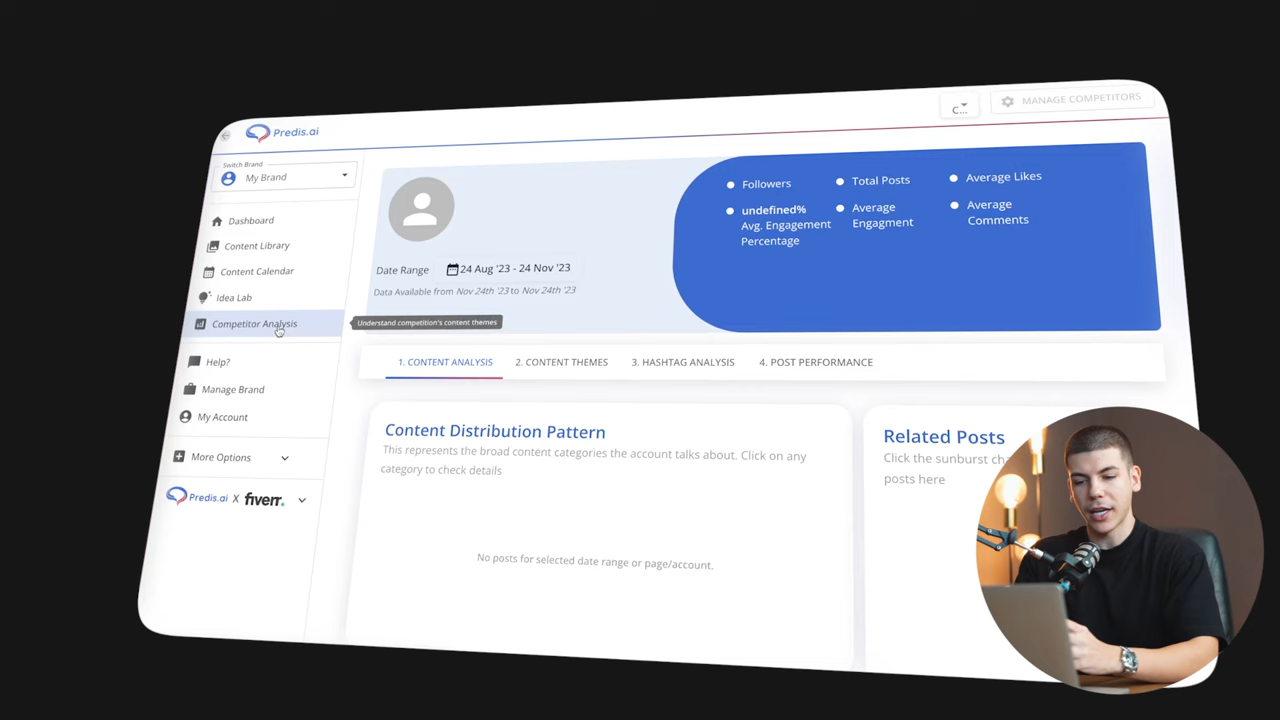 Predis.ai
C...
MANAGE COMPETITORS
Switch Brand
My Brand
Dashboard
Content Library
Content Calendar
Idea Lab
Competitor Analysis
Understand competition's content themes
Help?
Manage Brand
My Account
More Options
Predis.ai X fiverr.
Date Range
24 Aug '23 - 24 Nov '23
Data Available from Nov 24th '23 to Nov 24th '23
Followers
Total Posts
Average Likes
undefined%
Avg. Engagement
Percentage
Average
Engagment
Average
Comments
1. CONTENT ANALYSIS
2. CONTENT THEMES
3. HASHTAG ANALYSIS
4. POST PERFORMANCE
Content Distribution Pattern
This represents the broad content categories the account talks about. Click on any
category to check details
No posts for selected date range or page/account.
Related Posts
Click the sunburst
posts here